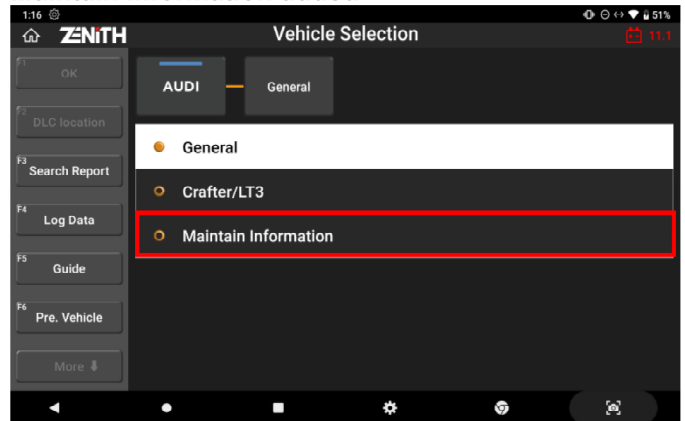 1:16
51%
ZENITH
Vehicle Selection
11.1
F1
OK
AUDI
General
F2
DLC location
General
F3
Search Report
Crafter/LT3
F4
Log Data
Maintain Information
F5
Guide
F6
Pre. Vehicle
More